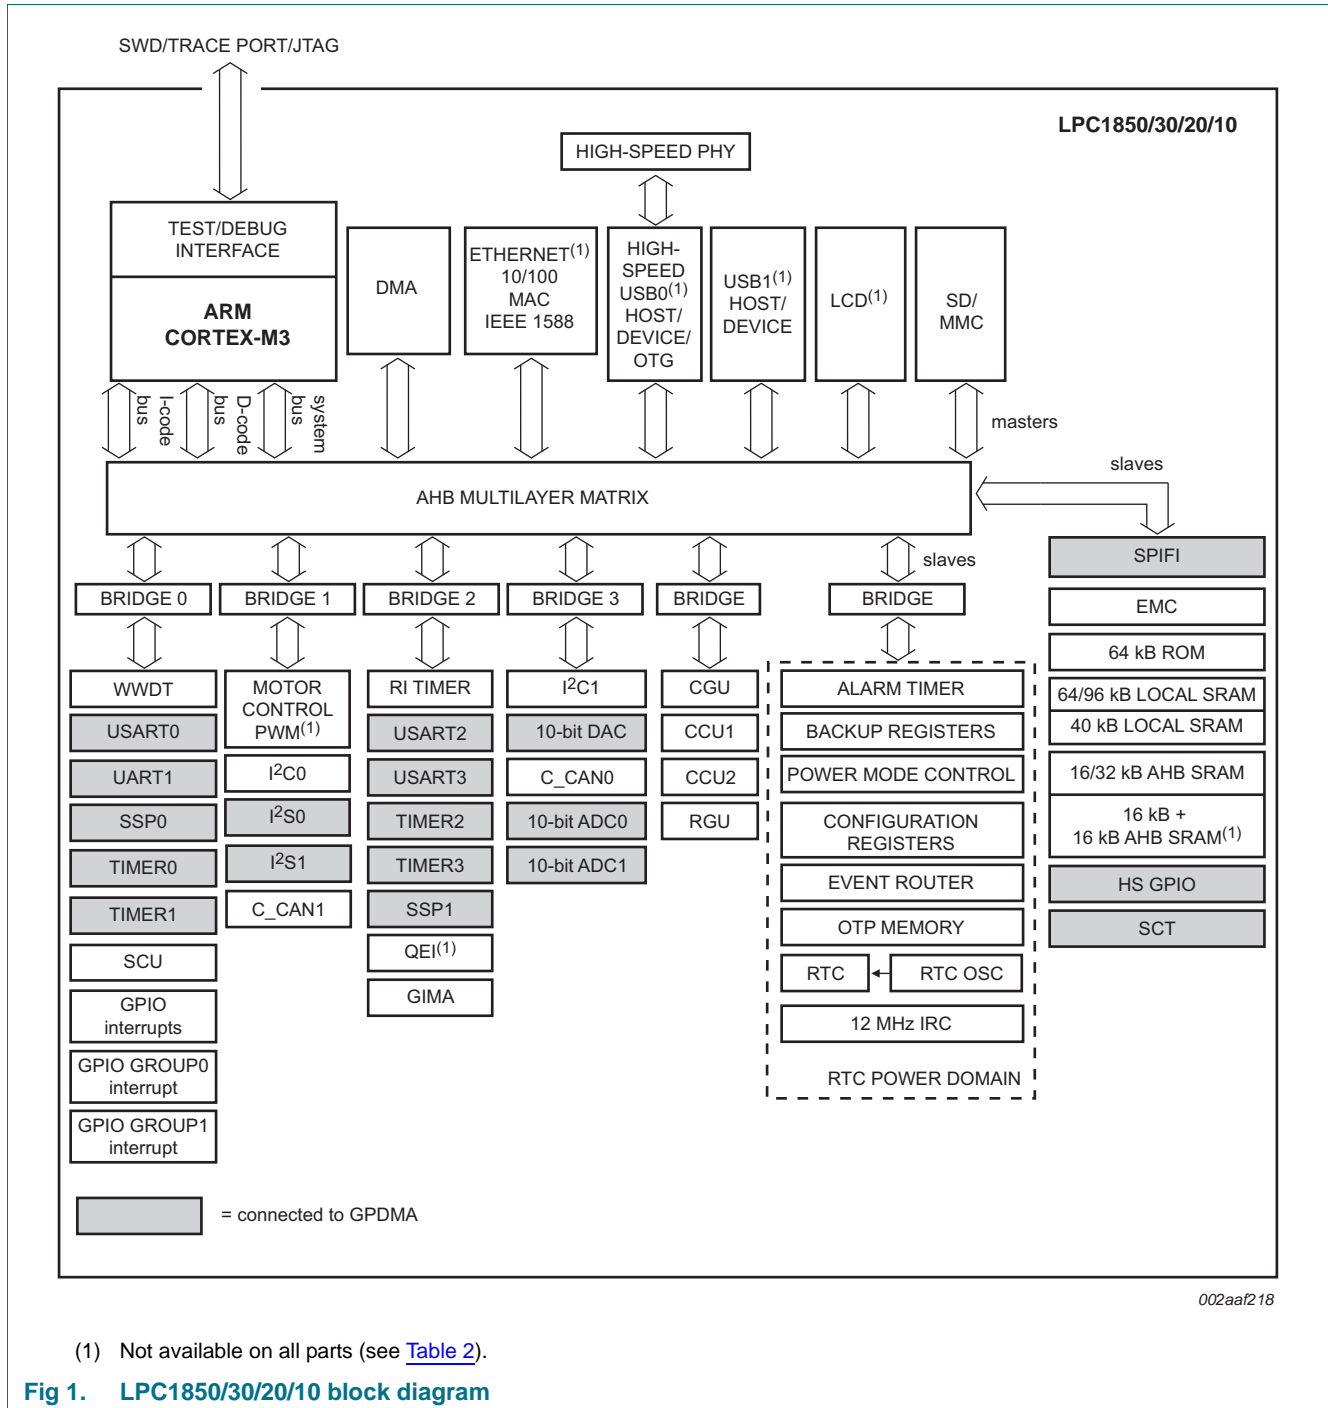 SWD/TRACE PORT/JTAG
LPC1850/30/20/10
HIGH-SPEED PHY
TEST/DEBUG
INTERFACE
ARM
CORTEX-M3
DMA
ETHERNET(1)
10/100
MAC
IEEE 1588
HIGH-
SPEED
USB0(1)
HOST/
DEVICE/
OTG
USB1(1)
HOST/
DEVICE
LCD(1)
SD/
MMC
I-code
bus
D-code
bus
system
bus
masters
slaves
AHB MULTILAYER MATRIX
slaves
BRIDGE 0
BRIDGE 1
BRIDGE 2
BRIDGE 3
BRIDGE
BRIDGE
WWDT
USART0
UART1
SSP0
TIMER0
TIMER1
SCU
GPIO
interrupts
GPIO GROUP0
interrupt
GPIO GROUP1
interrupt
MOTOR
CONTROL
PWM(1)
I2C0
I2S0
I2S1
C_CAN1
RI TIMER
USART2
USART3
TIMER2
TIMER3
SSP1
QEI(1)
GIMA
I2C1
10-bit DAC
C_CAN0
10-bit ADC0
10-bit ADC1
CGU
CCU1
CCU2
RGU
ALARM TIMER
BACKUP REGISTERS
POWER MODE CONTROL
CONFIGURATION
REGISTERS
EVENT ROUTER
OTP MEMORY
RTC
RTC OSC
12 MHz IRC
RTC POWER DOMAIN
SPIFI
EMC
64 kB ROM
64/96 kB LOCAL SRAM
40 kB LOCAL SRAM
16/32 kB AHB SRAM
16 kB +
16 kB AHB SRAM(1)
HS GPIO
SCT
= connected to GPDMA
002aaf218
(1) Not available on all parts (see Table 2).
Fig 1. LPC1850/30/20/10 block diagram